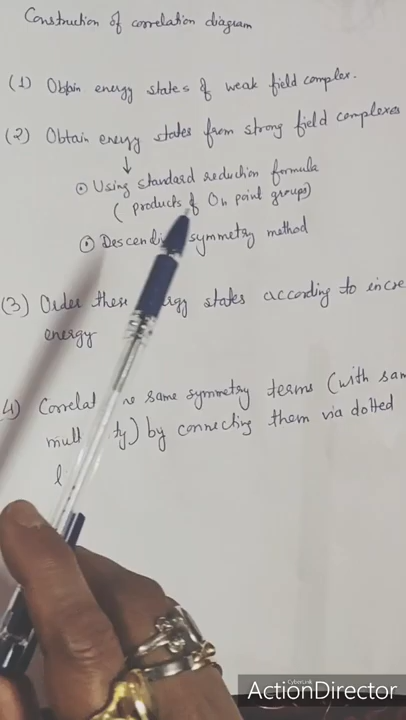 Construction of correlation diagram
(1) Obtain energy states of weak field complex.
(2) Obtain energy states from strong field complexes
↓
⊙ Using standard reduction formula
( products of Oh point groups)
⊙ symmetry method
(3) Order these states according to
energy
4) same symmetry terms (with
by connecting them via dotted
CyberLink
ActionDirector